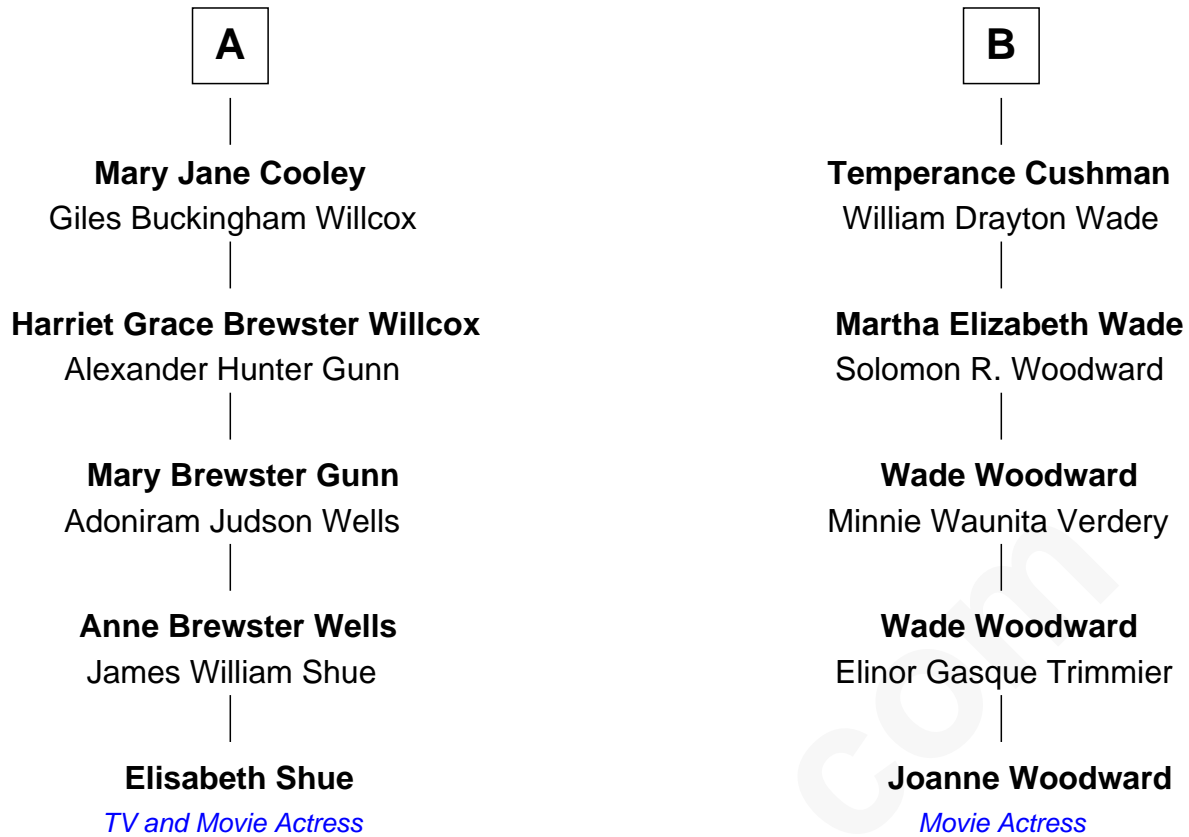 A
Mary Jane Cooley
Giles Buckingham Willcox
Harriet Grace Brewster Willcox
Alexander Hunter Gunn
Mary Brewster Gunn
Adoniram Judson Wells
Anne Brewster Wells
James William Shue
Elisabeth Shue
TV and Movie Actress
B
Temperance Cushman
William Drayton Wade
Martha Elizabeth Wade
Solomon R. Woodward
Wade Woodward
Minnie Waunita Verdery
Wade Woodward
Elinor Gasque Trimmier
Joanne Woodward
Movie Actress
com